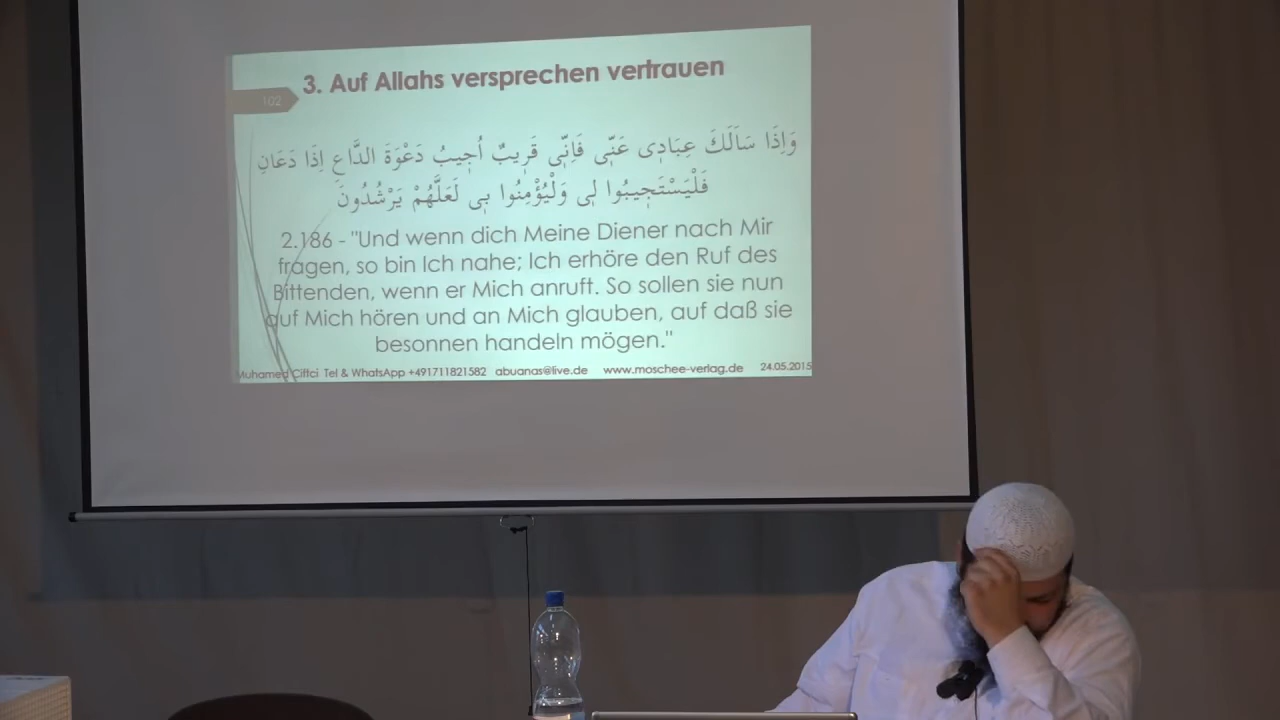 3. Auf Allahs versprechen vertrauen
102
وَإِذَا سَأَلَكَ عِبَادِى عَنِّى فَإِنِّى قَرِيبٌ أُجِيبُ دَعْوَةَ الدَّاعِ إِذَا دَعَانِ
فَلْيَسْتَجِيبُوا لِى وَلْيُؤْمِنُوا بِى لَعَلَّهُمْ يَرْشُدُونَ
2.186 - "Und wenn dich Meine Diener nach Mir
fragen, so bin Ich nahe; Ich erhöre den Ruf des
Bittenden, wenn er Mich anruft. So sollen sie nun
auf Mich hören und an Mich glauben, auf daß sie
besonnen handeln mögen."
Muhamed Ciftci Tel & WhatsApp +491711821582 abuanas@live.de www.moschee-verlag.de 24.05.2015